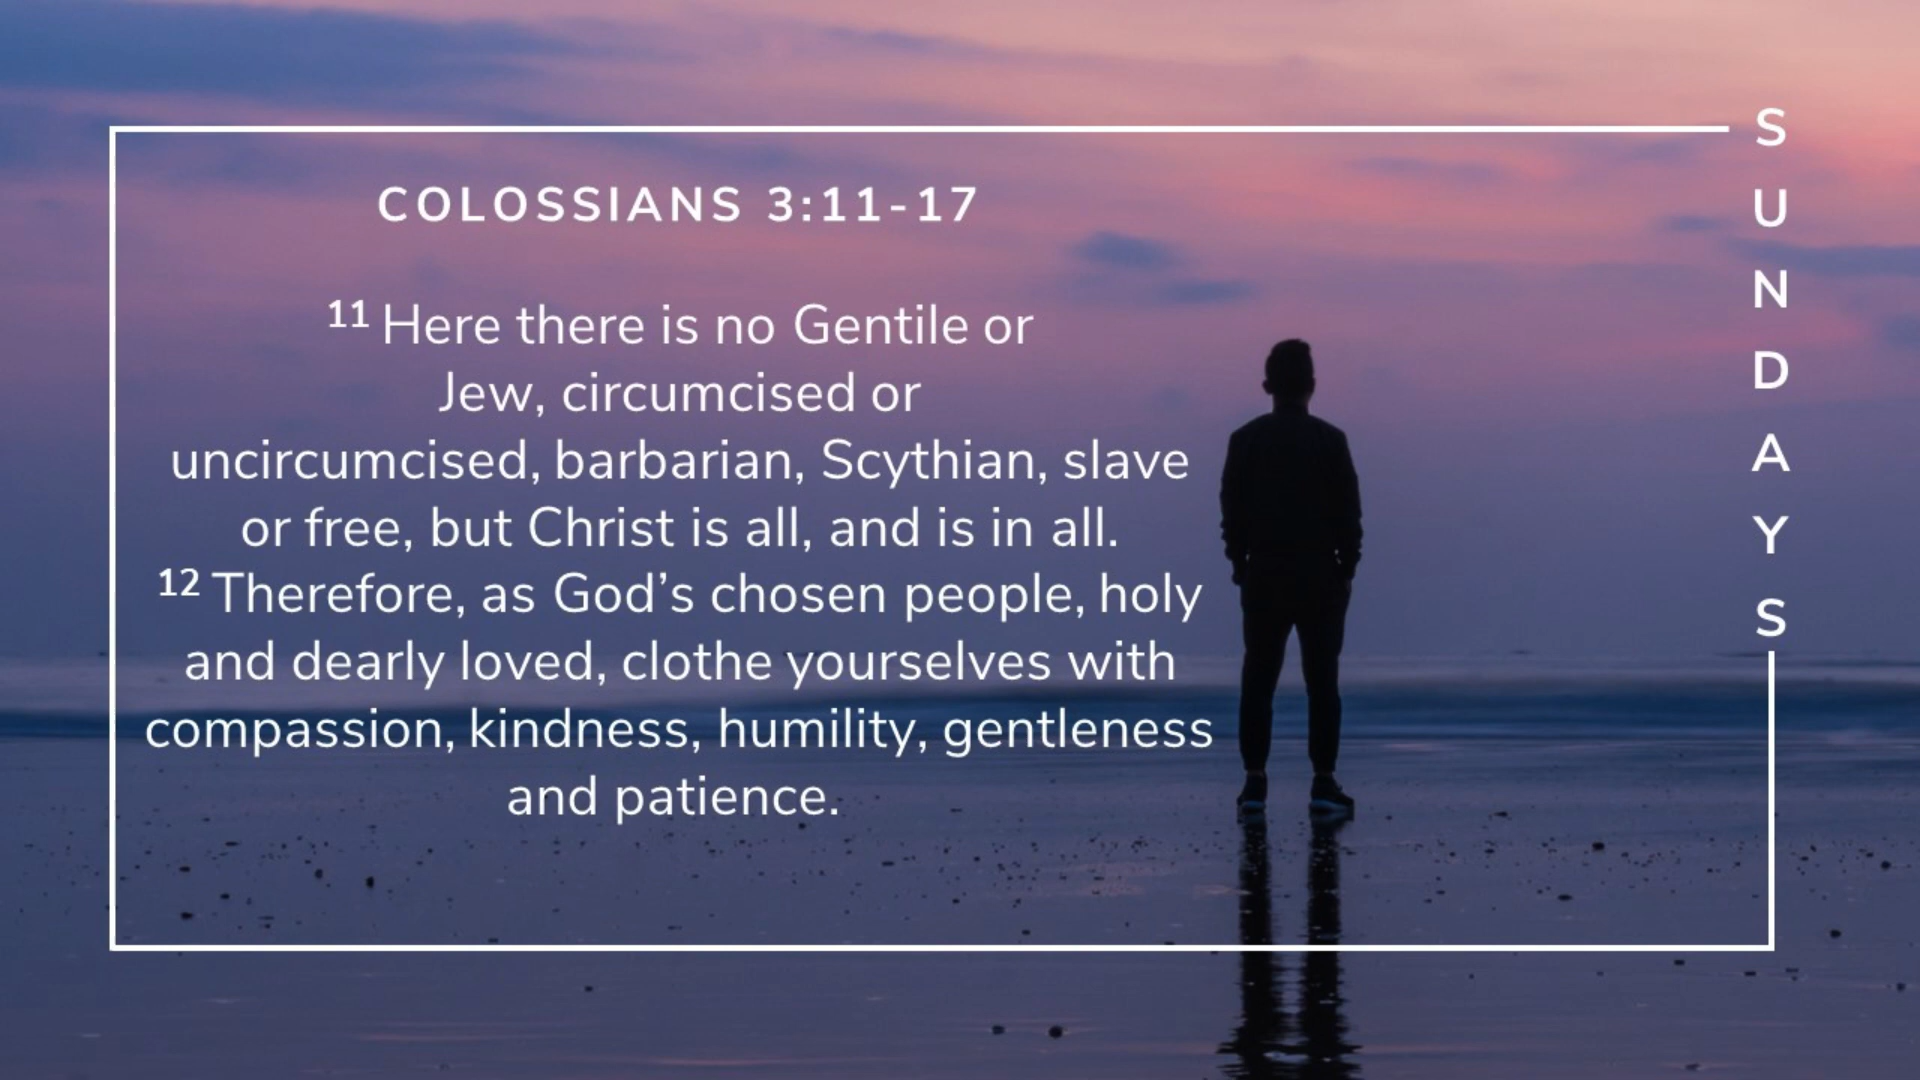 COLOSSIANS 3:11-17
11 Here there is no Gentile or
Jew, circumcised or
uncircumcised, barbarian, Scythian, slave
or free, but Christ is all, and is in all.
12 Therefore, as God’s chosen people, holy
and dearly loved, clothe yourselves with
compassion, kindness, humility, gentleness
and patience.
SUNDAYS